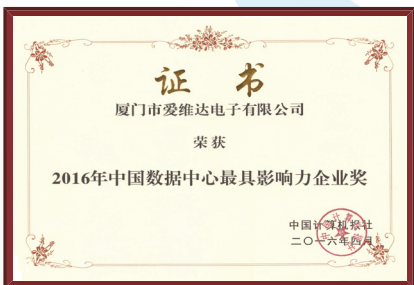 证 书
厦门市爱维达电子有限公司
荣 获
2016年中国数据中心最具影响力企业奖
中国计算机报社
二〇一六年四月